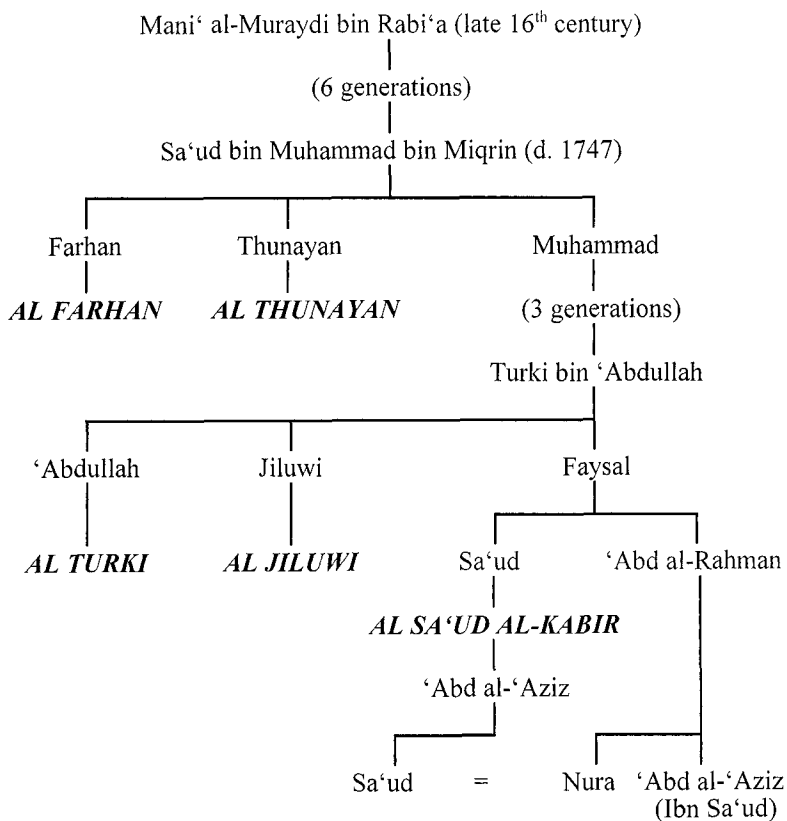 Mani‘ al-Muraydi bin Rabi‘a (late 16th century)
(6 generations)
Sa‘ud bin Muhammad bin Miqrin (d. 1747)
Farhan Thunayan Muhammad
AL FARHAN AL THUNAYAN (3 generations)
Turki bin ‘Abdullah
‘Abdullah Jiluwi Faysal
AL TURKI AL JILUWI Sa‘ud ‘Abd al-Rahman
AL SA‘UD AL-KABIR
‘Abd al-‘Aziz
Sa‘ud = Nura ‘Abd al-‘Aziz
(Ibn Sa‘ud)